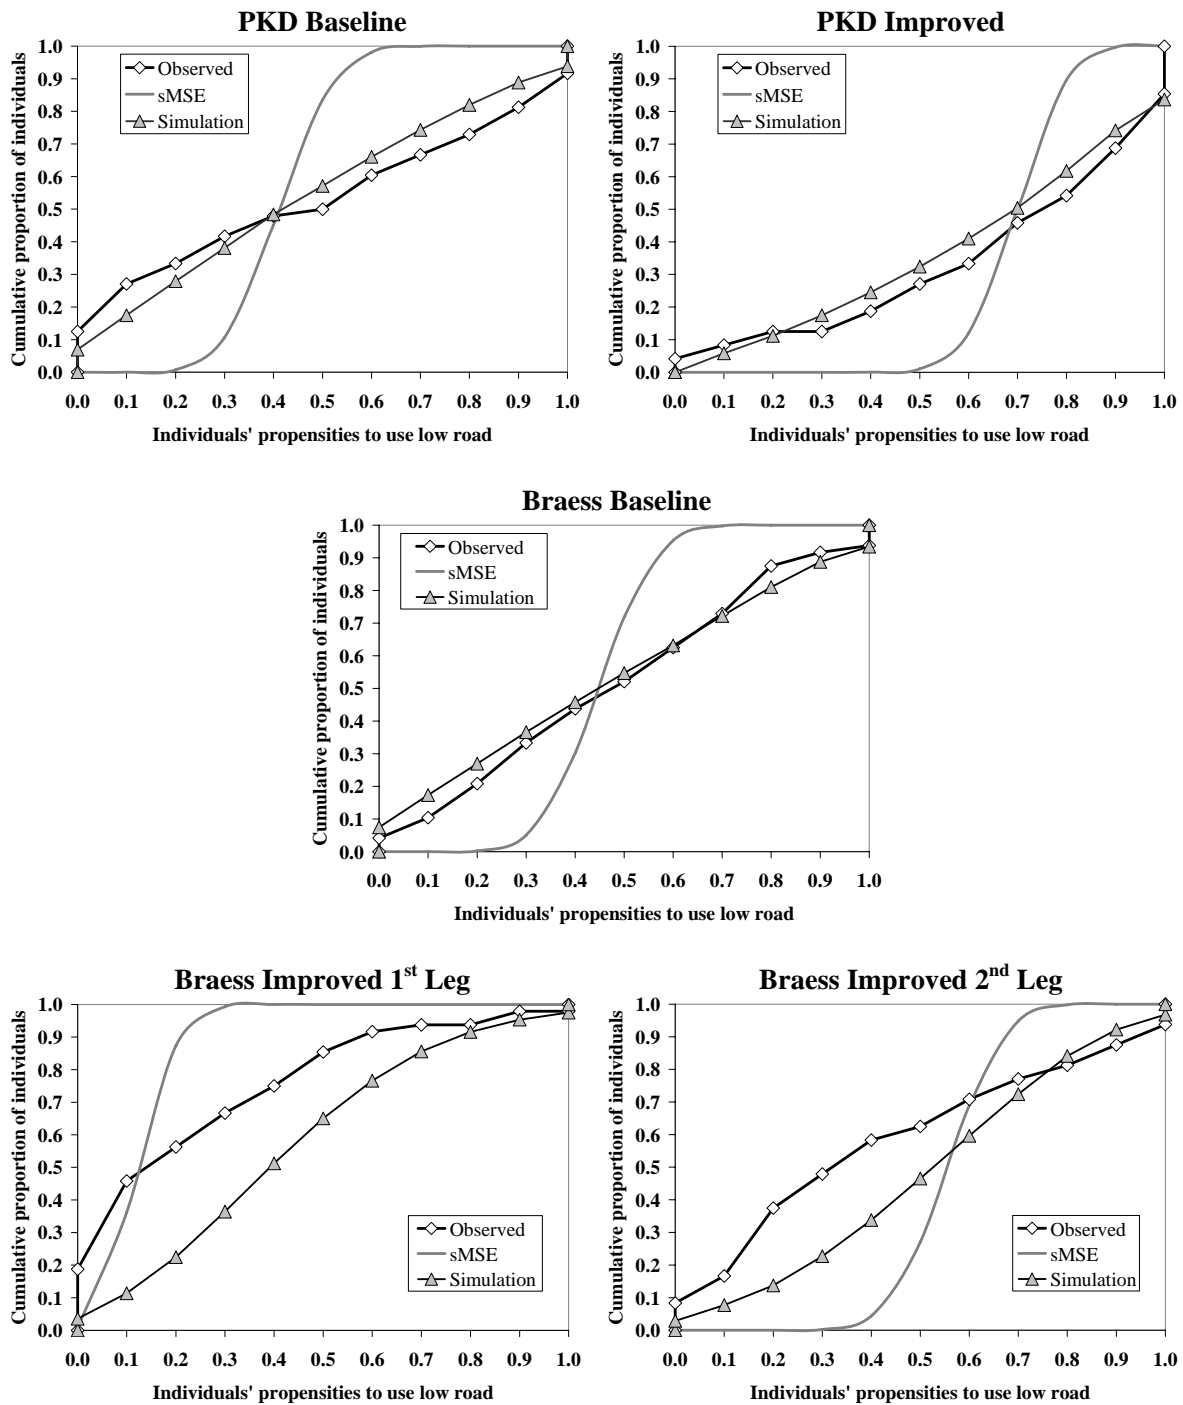 PKD Baseline
Cumulative proportion of individuals
1.0
0.9
0.8
0.7
0.6
0.5
0.4
0.3
0.2
0.1
0.0
Observed
sMSE
Simulation
0.0 0.1 0.2 0.3 0.4 0.5 0.6 0.7 0.8 0.9 1.0
Individuals' propensities to use low road
PKD Improved
Cumulative proportion of individuals
1.0
0.9
0.8
0.7
0.6
0.5
0.4
0.3
0.2
0.1
0.0
Observed
sMSE
Simulation
0.0 0.1 0.2 0.3 0.4 0.5 0.6 0.7 0.8 0.9 1.0
Individuals' propensities to use low road
Braess Baseline
Cumulative proportion of individuals
1.0
0.9
0.8
0.7
0.6
0.5
0.4
0.3
0.2
0.1
0.0
Observed
sMSE
Simulation
0.0 0.1 0.2 0.3 0.4 0.5 0.6 0.7 0.8 0.9 1.0
Individuals' propensities to use low road
Braess Improved 1st Leg
Cumulative proportion of individuals
1.0
0.9
0.8
0.7
0.6
0.5
0.4
0.3
0.2
0.1
0.0
Observed
sMSE
Simulation
0.0 0.1 0.2 0.3 0.4 0.5 0.6 0.7 0.8 0.9 1.0
Individuals' propensities to use low road
Braess Improved 2nd Leg
Cumulative proportion of individuals
1.0
0.9
0.8
0.7
0.6
0.5
0.4
0.3
0.2
0.1
0.0
Observed
sMSE
Simulation
0.0 0.1 0.2 0.3 0.4 0.5 0.6 0.7 0.8 0.9 1.0
Individuals' propensities to use low road